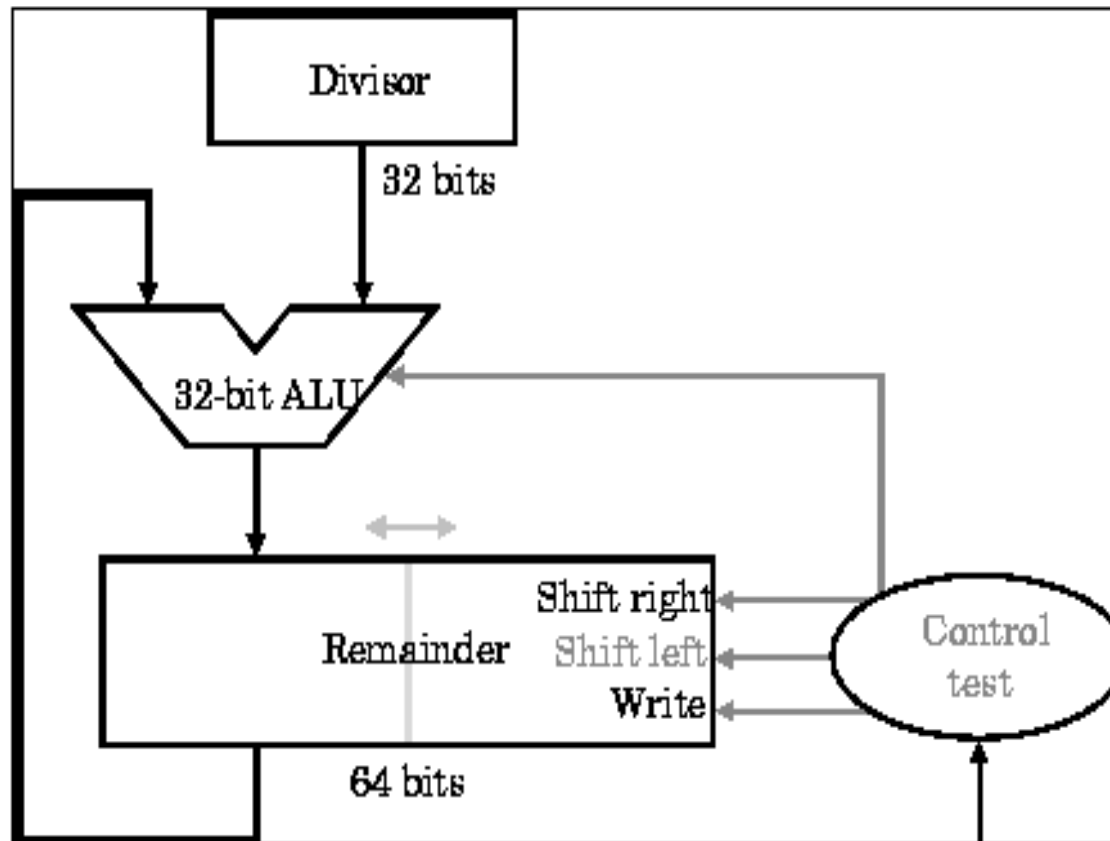 Divisor
32 bits
32-bit ALU
Shift right
Remainder
Shift left
Write
Control
test
64 bits